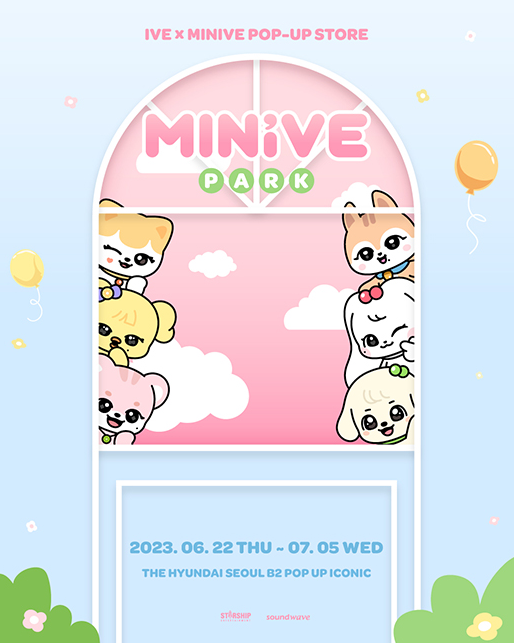 IVE × MINIVE POP-UP STORE
MINiVE
PARK
2023. 06. 22 THU ~ 07. 05 WED
THE HYUNDAI SEOUL B2 POP UP ICONIC
STARSHIP
ENTERTAINMENT
soundwave